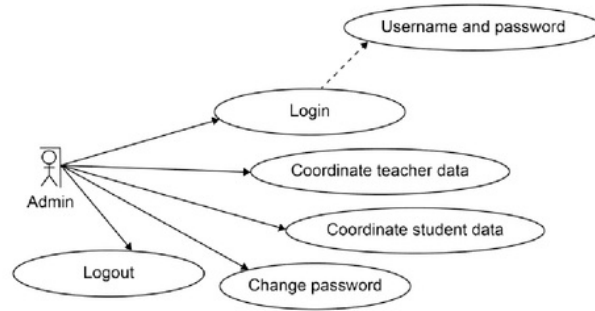 Username and password
Login
Coordinate teacher data
Admin
Coordinate student data
Logout
Change password